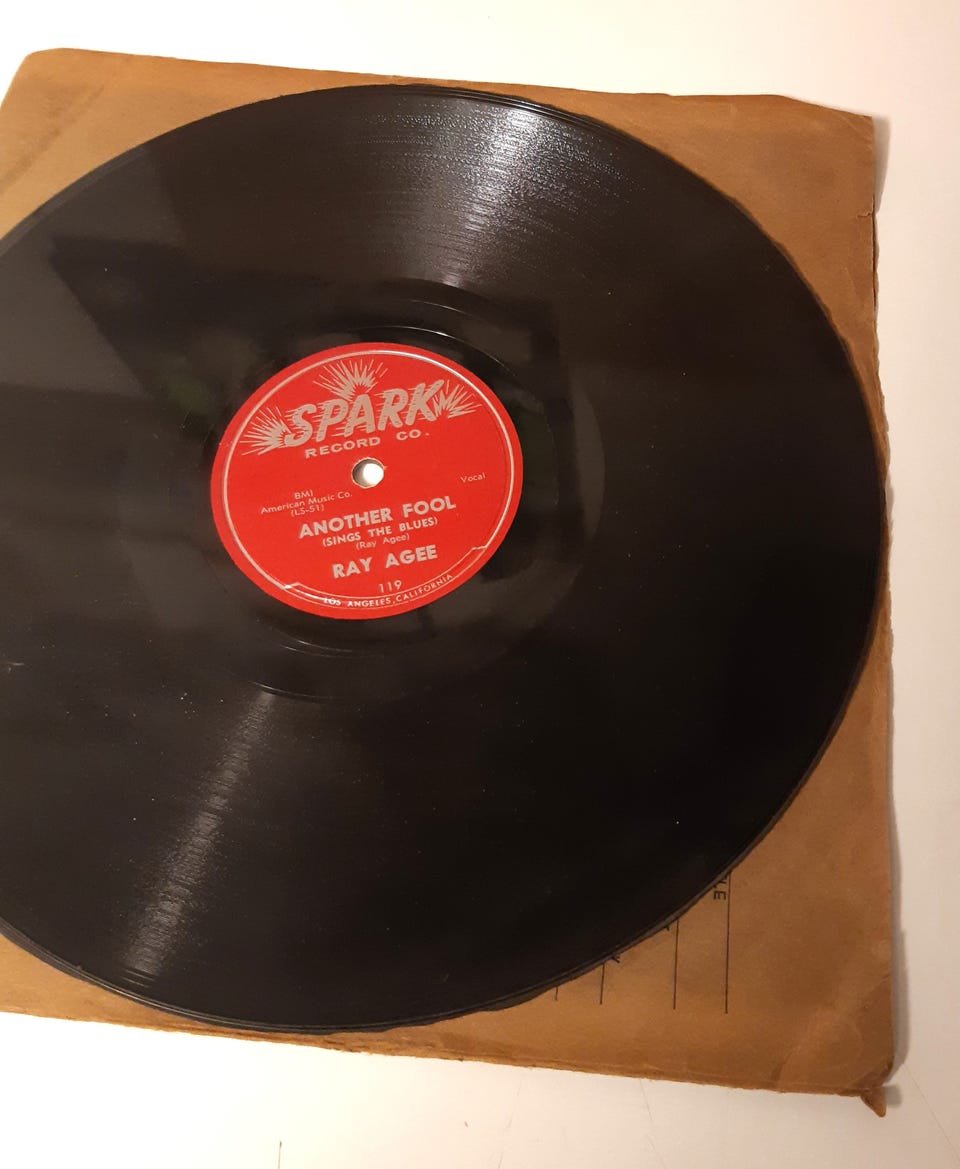 SPARK
RECORD CO.
BMI
American Music Co.
(LS-51)
Vocal
ANOTHER FOOL
(SINGS THE BLUES)
(Ray Agee)
RAY AGEE
119
LOS ANGELES, CALIFORNIA